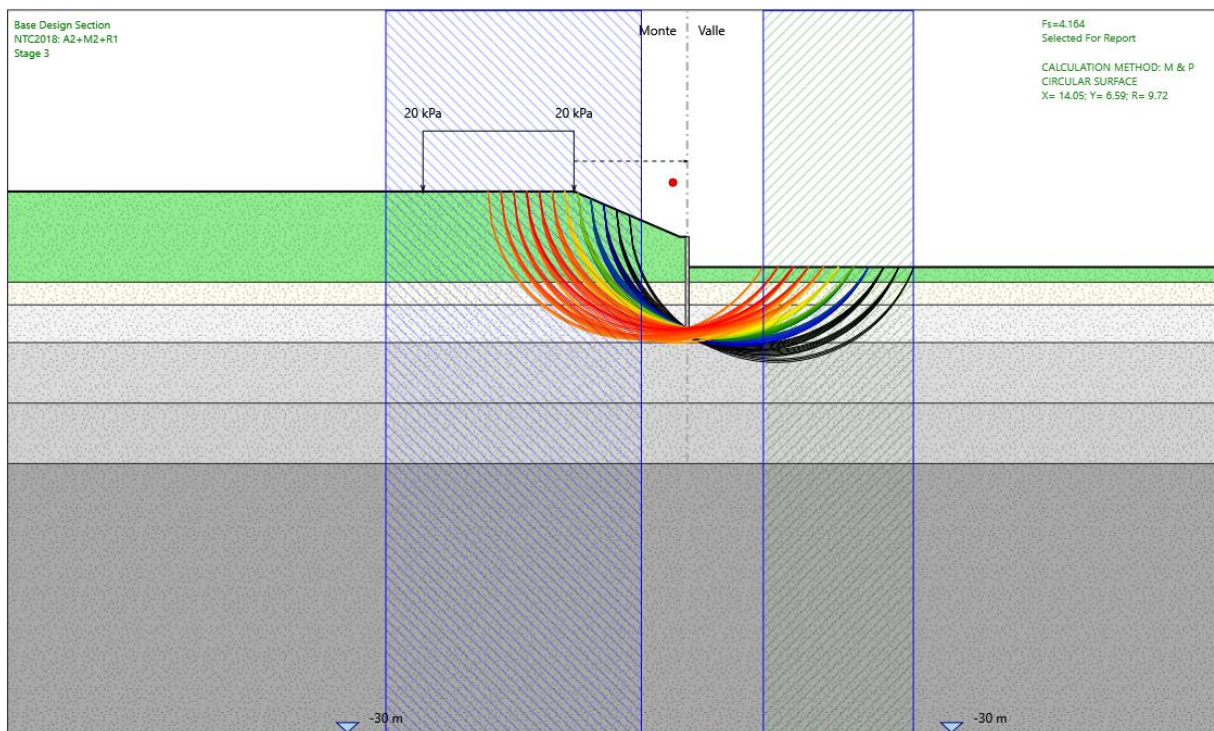 Base Design Section
NTC2018: A2+M2+R1
Stage 3
Monte
Valle
Fs=4.164
Selected For Report
CALCULATION METHOD: M & P
CIRCULAR SURFACE
X= 14.05; Y= 6.59; R= 9.72
20 kPa
20 kPa
-30 m
-30 m